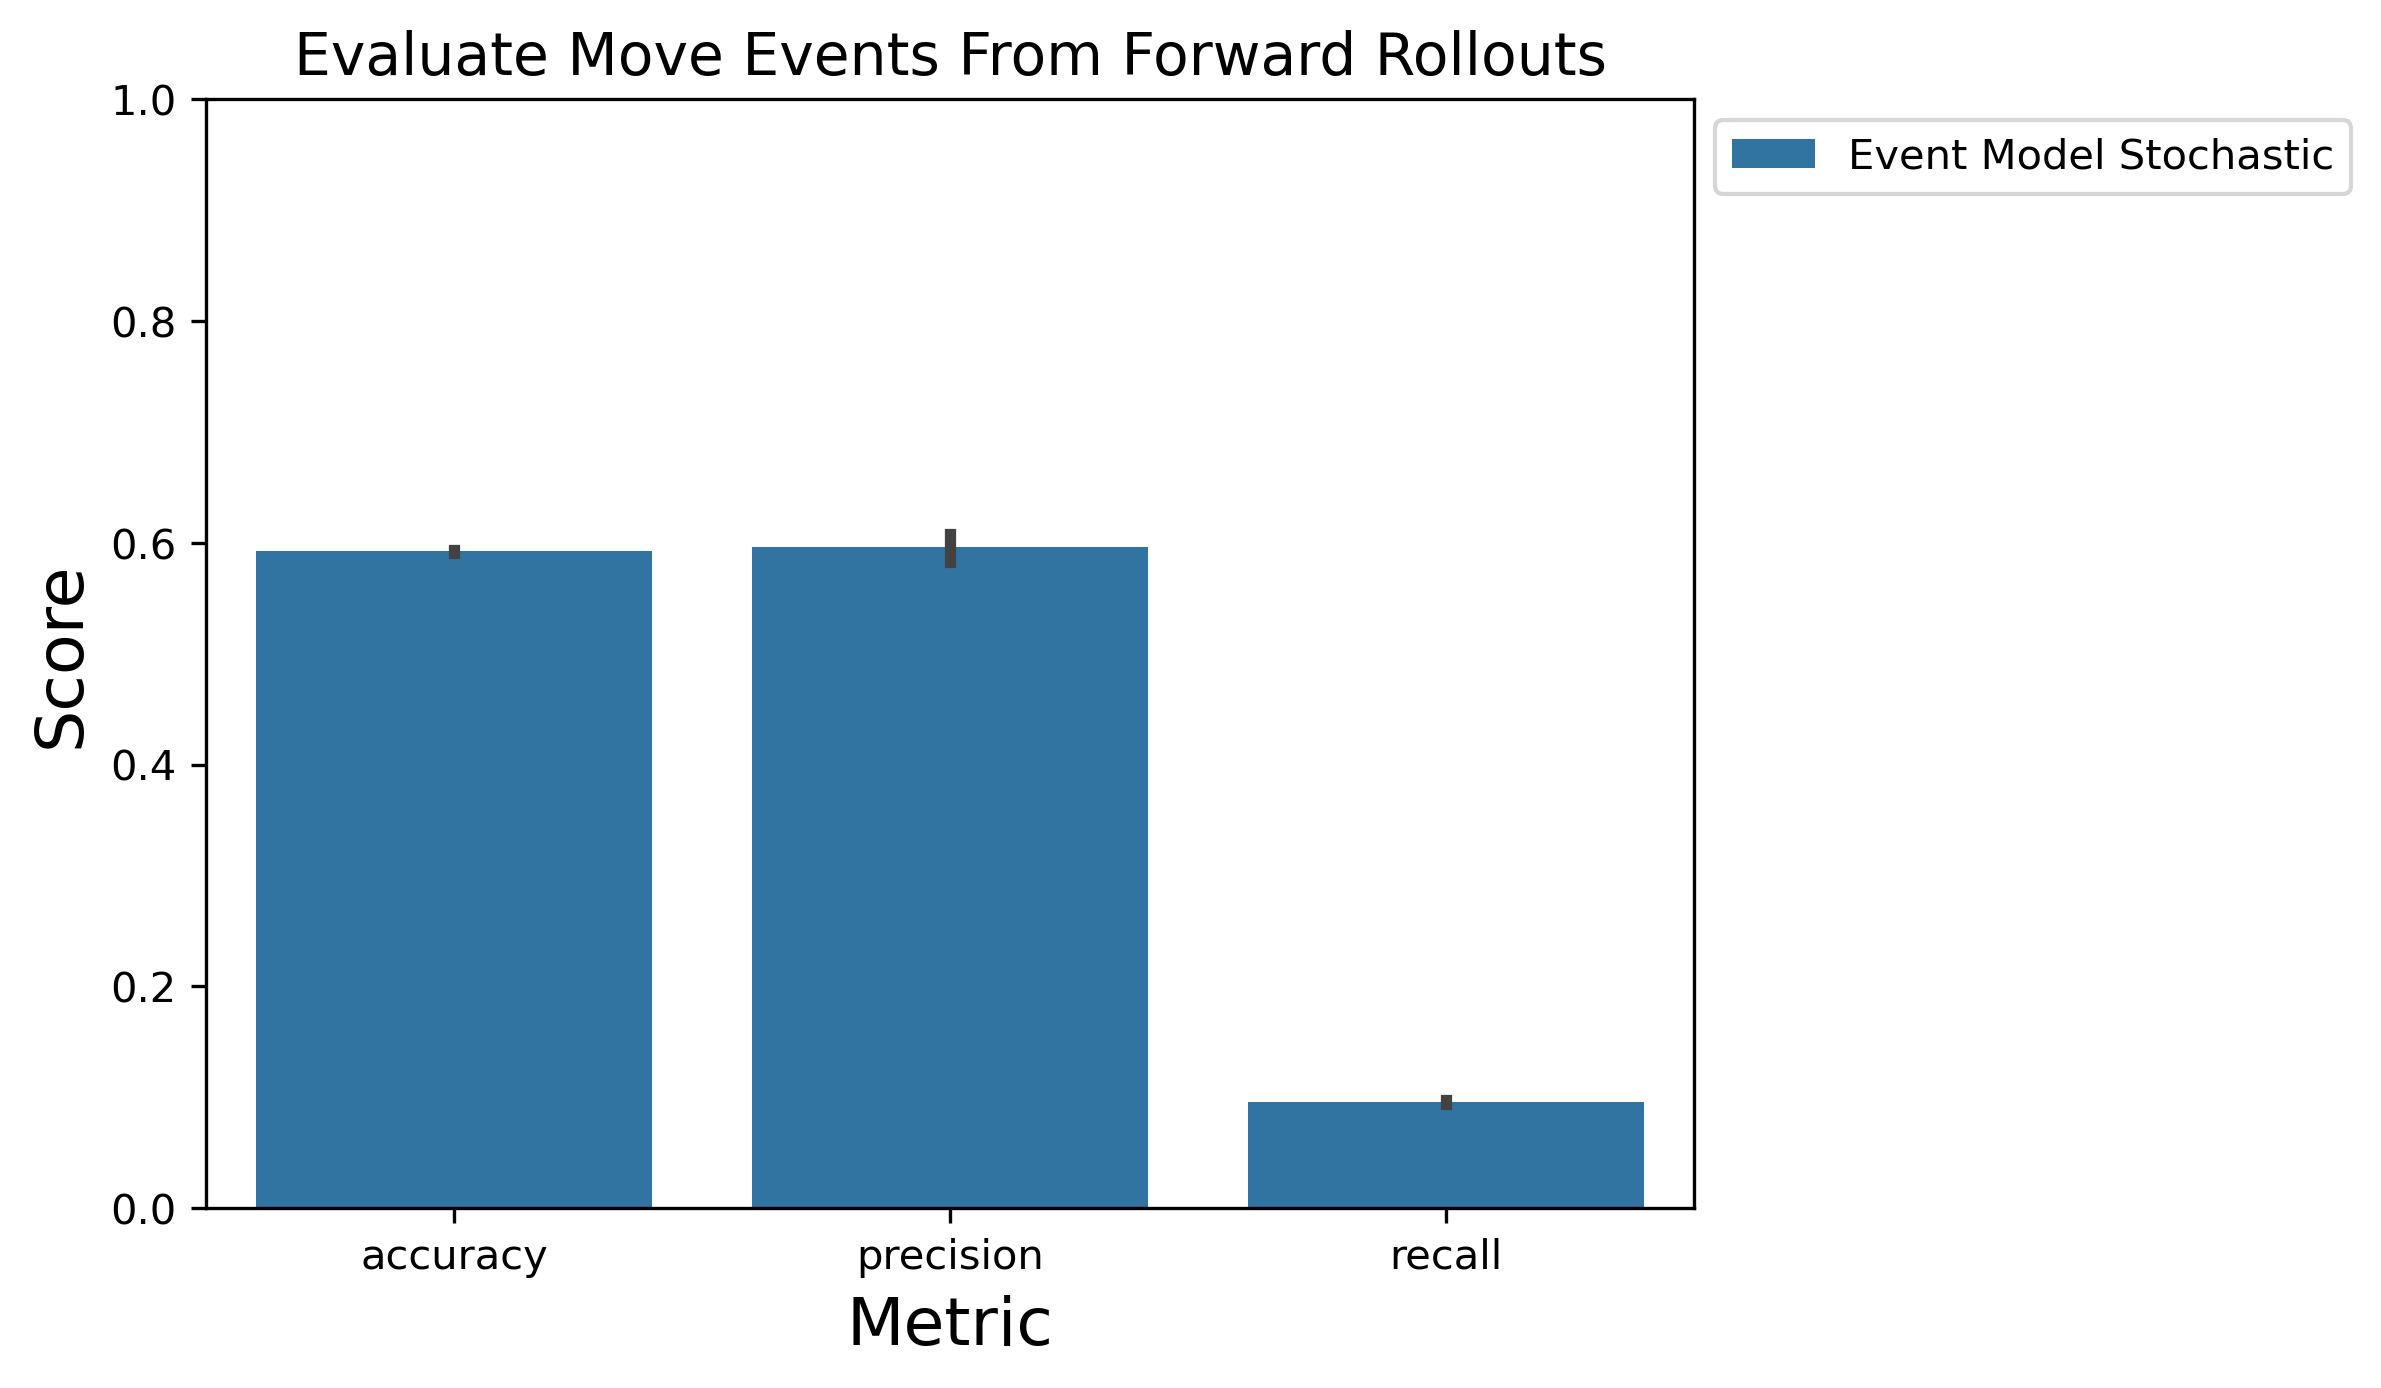 Evaluate Move Events From Forward Rollouts
1.0
0.8
0.6
0.4
0.2
0.0
Score
accuracy precision recall
Metric
Event Model Stochastic